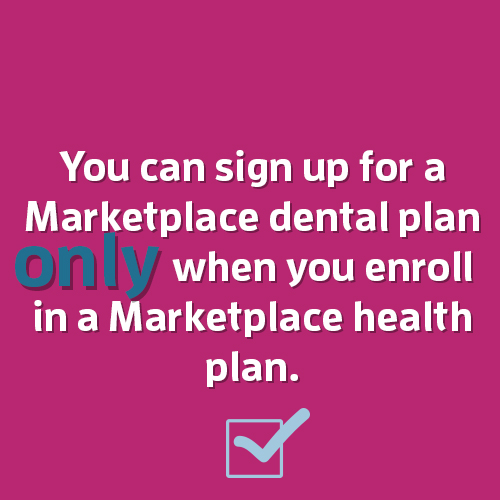 You can sign up for a
Marketplace dental plan
only when you enroll
in a Marketplace health
plan.